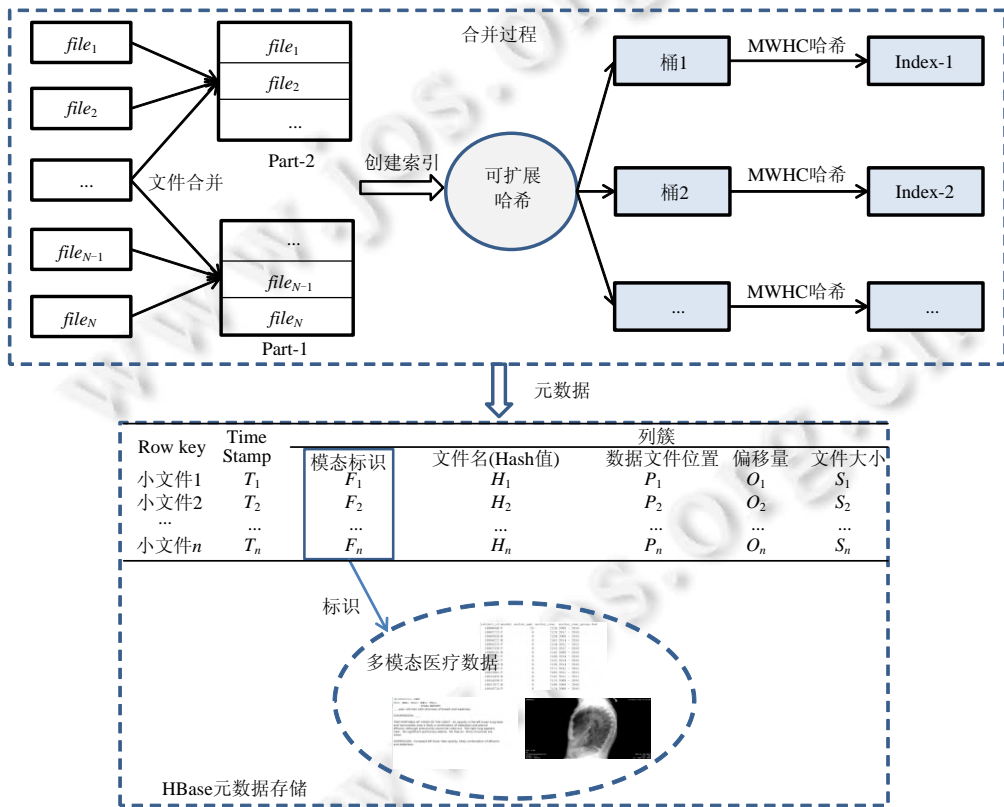 合并过程
file1
file2
...
fileN−1
fileN
文件合并
file1
file2
...
Part-2
...
fileN−1
fileN
Part-1
创建索引
可扩展
哈希
桶1
MWHC哈希
Index-1
桶2
MWHC哈希
Index-2
...
MWHC哈希
...
元数据
Row key
Time
Stamp
列簇
模态标识 文件名(Hash值) 数据文件位置 偏移量 文件大小
小文件1 T1 F1 H1 P1 O1 S1
小文件2 T2 F2 H2 P2 O2 S2
... ... ... ... ... ... ...
小文件n Tn Fn Hn Pn On Sn
标识
多模态医疗数据
HBase元数据存储